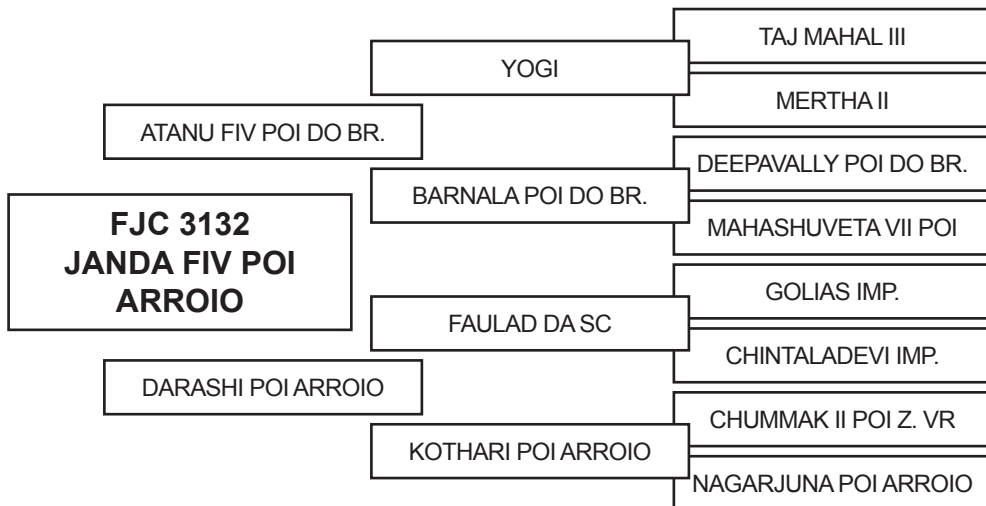 TAJ MAHAL III
YOGI
MERTHA II
ATANU FIV POI DO BR.
DEEPAVALLY POI DO BR.
BARNALA POI DO BR.
MAHASHUVETA VII POI
FJC 3132
JANDA FIV POI
ARROIO
GOLIAS IMP.
FAULAD DA SC
CHINTALADEVI IMP.
DARASHI POI ARROIO
CHUMMAK II POI Z. VR
KOTHARI POI ARROIO
NAGARJUNA POI ARROIO